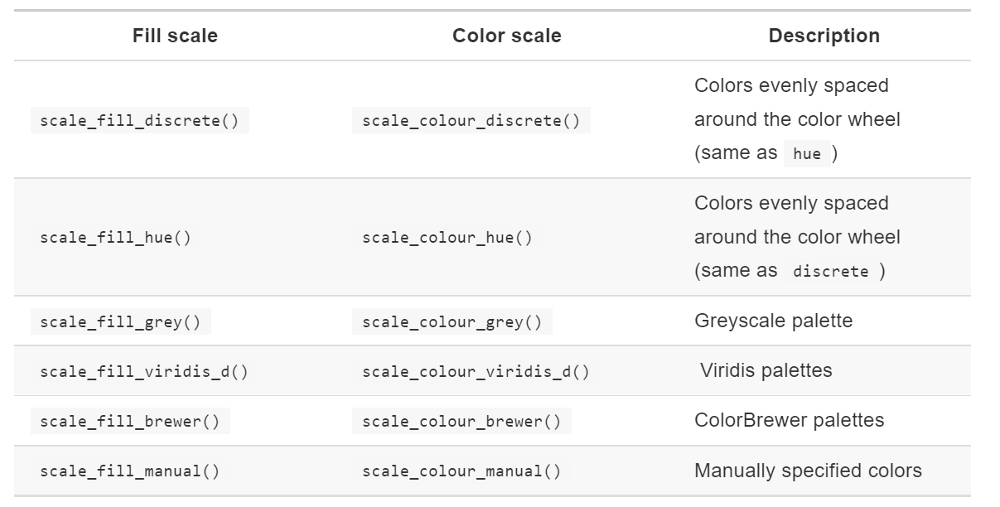 Fill scale Color scale Description
Colors evenly spaced
scale_fill_discrete() scale_colour_discrete() around the color wheel
(same as hue )
Colors evenly spaced
scale_fill_hue() scale_colour_hue() around the color wheel
(same as discrete )
scale_fill_grey() scale_colour_grey() Greyscale palette
scale_fill_viridis_d() scale_colour_viridis_d() Viridis palettes
scale_fill_brewer() scale_colour_brewer() ColorBrewer palettes
scale_fill_manual() scale_colour_manual() Manually specified colors